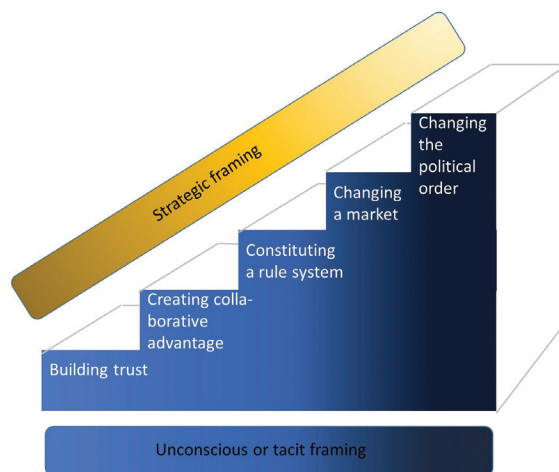 Strategic framing
Changing
the
political
order
Changing
a market
Constituting
a rule system
Creating colla-
borative
advantage
Building trust
Unconscious or tacit framing